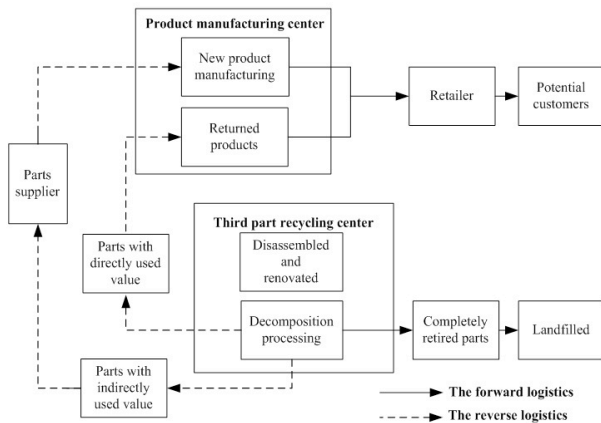 Product manufacturing center
New product
manufacturing
Returned
products
Retailer
Potential
customers
Parts
supplier
Parts with
directly used
value
Third part recycling center
Disassembled
and
renovated
Decomposition
processing
Completely
retired parts
Landfilled
Parts with
indirectly used
value
The forward logistics
The reverse logistics